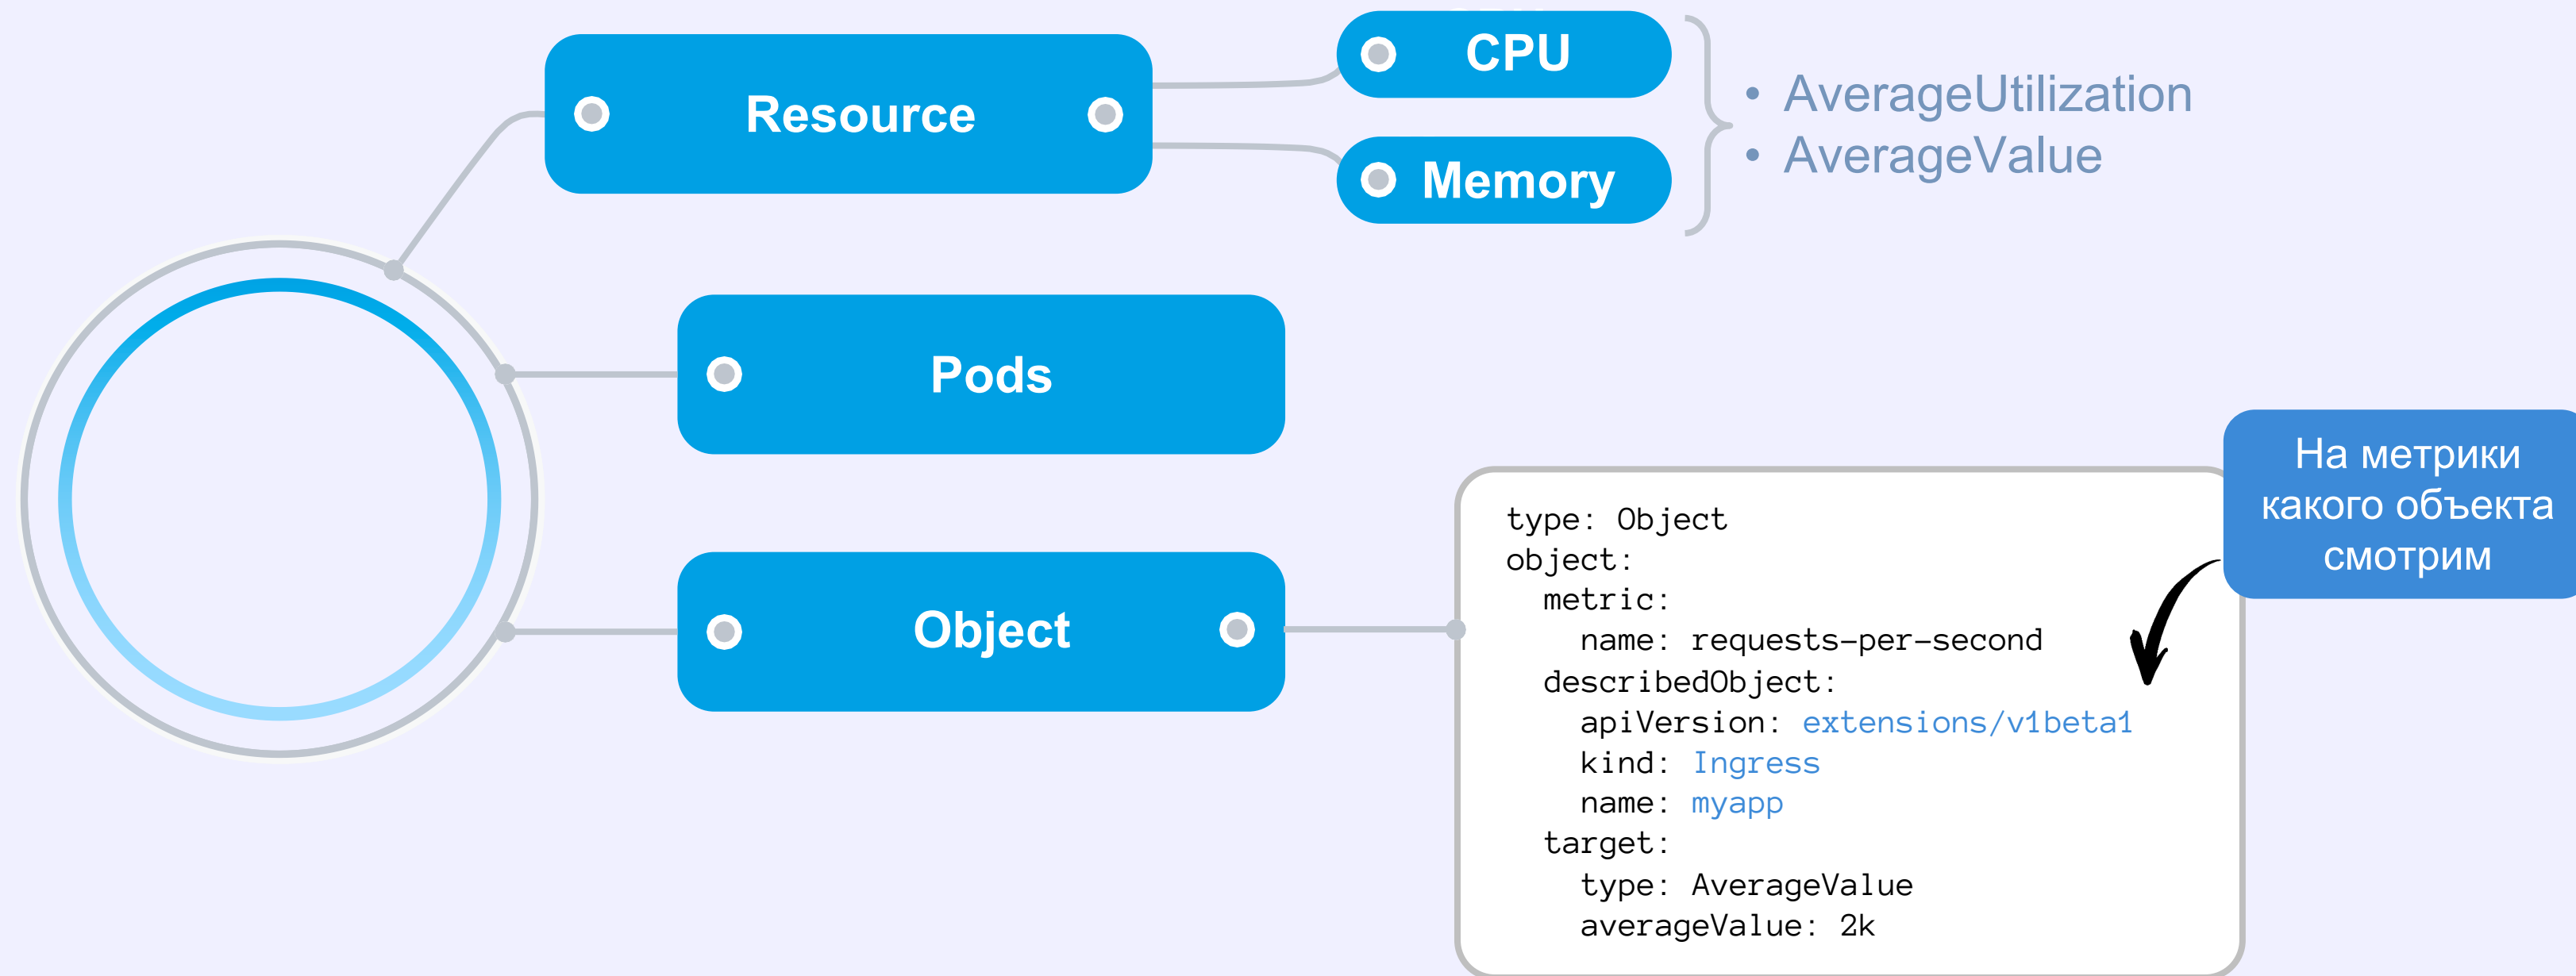 Resource
CPU
Memory
• AverageUtilization
• AverageValue
Pods
Object
type: Object
object:
  metric:
    name: requests-per-second
  describedObject:
    apiVersion: extensions/v1beta1
    kind: Ingress
    name: myapp
  target:
    type: AverageValue
    averageValue: 2k
На метрики
какого объекта
смотрим